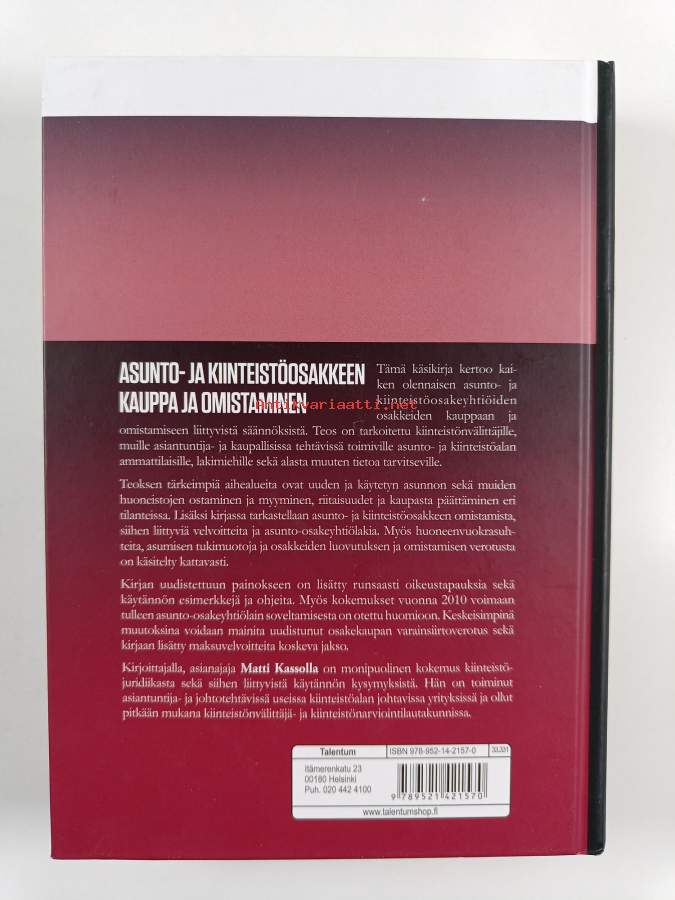 ASUNTO- JA KIINTEISTÖOSAKKEEN
KAUPPA JA OMISTAMINEN
Tämä käsikirja kertoo kai-
ken olennaisen asunto- ja
kiinteistöosakeyhtiöiden
osakkeiden kauppaan ja
omistamiseen liittyvistä säännöksistä. Teos on tarkoitettu kiinteistönvälittäjille,
muille asiantuntija- ja kaupallisissa tehtävissä toimiville asunto- ja kiinteistöalan
ammattilaisille, lakimiehille sekä alasta muuten tietoa tarvitseville.
Teoksen tärkeimpiä aihealueita ovat uuden ja käytetyn asunnon sekä muiden
huoneistojen ostaminen ja myyminen, riitaisuudet ja kaupasta päättäminen eri
tilanteissa. Lisäksi kirjassa tarkastellaan asunto- ja kiinteistöosakkeen omistamista,
siihen liittyviä velvoitteita ja asunto-osakeyhtiölakia. Myös huoneenvuokrasuh-
teita, asumisen tukimuotoja ja osakkeiden luovutuksen ja omistamisen verotusta
on käsitelty kattavasti.
Kirjan uudistettuun painokseen on lisätty runsaasti oikeustapauksia sekä
käytännön esimerkkejä ja ohjeita. Myös kokemukset vuonna 2010 voimaan
tulleen asunto-osakeyhtiölain soveltamisesta on otettu huomioon. Keskeisimpinä
muutoksina voidaan mainita uudistunut osakekaupan varainsiirtoverotus sekä
kirjaan lisätty maksuvelvoitteita koskeva jakso.
Kirjoittajalla, asianajaja Matti Kassolla on monipuolinen kokemus kiinteistö-
juridiikasta sekä siihen liittyvistä käytännön kysymyksistä. Hän on toiminut
asiantuntija- ja johtotehtävissä useissa kiinteistöalan johtavissa yrityksissä ja ollut
pitkään mukana kiinteistönvälittäjä- ja kiinteistönarviointilautakunnissa.
Antikvariaatti.net
Talentum
ISBN 978-952-14-2157-0
33.331
Itämerenkatu 23
00180 Helsinki
Puh. 020 442 4100
9 789521 421570
www.talentumshop.fi